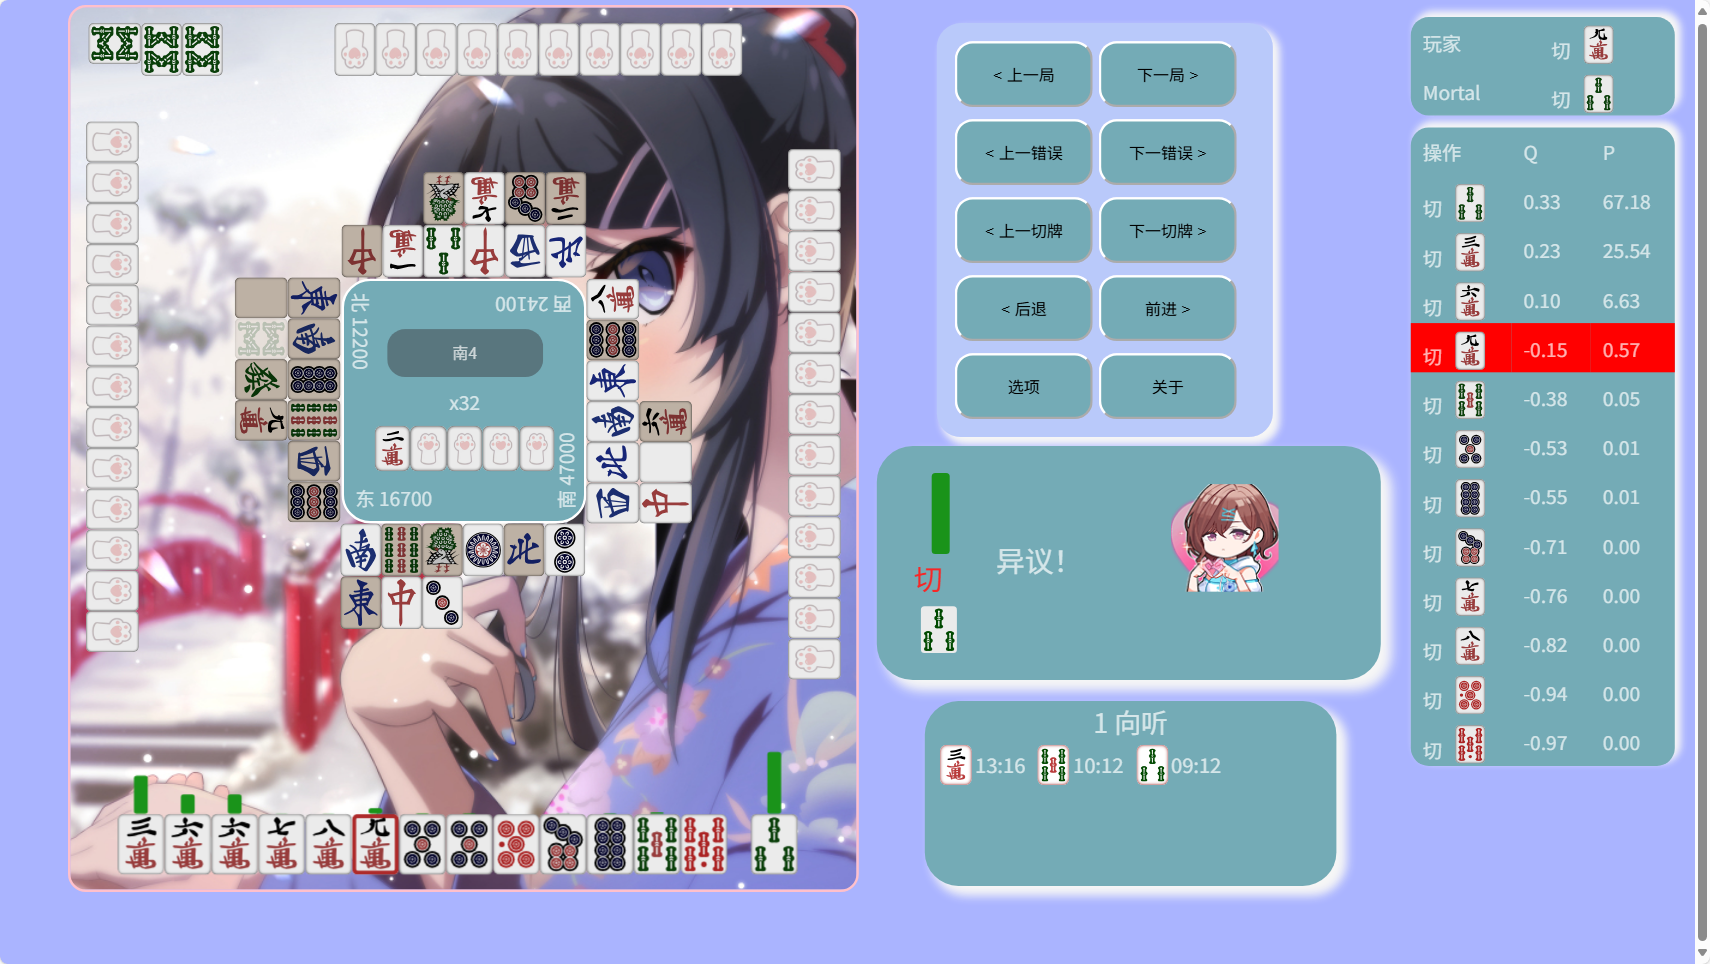 北 12200
西 24100
南4
x32
东 16700
南 47000
< 上一局
下一局 >
< 上一错误
下一错误 >
< 上一切牌
下一切牌 >
< 后退
前进 >
选项
关于
切
异议！
1 向听
13:16
10:12
09:12
玩家 切
Mortal 切
操作 Q P
切 0.33 67.18
切 0.23 25.54
切 0.10 6.63
切 -0.15 0.57
切 -0.38 0.05
切 -0.53 0.01
切 -0.55 0.01
切 -0.71 0.00
切 -0.76 0.00
切 -0.82 0.00
切 -0.94 0.00
切 -0.97 0.00